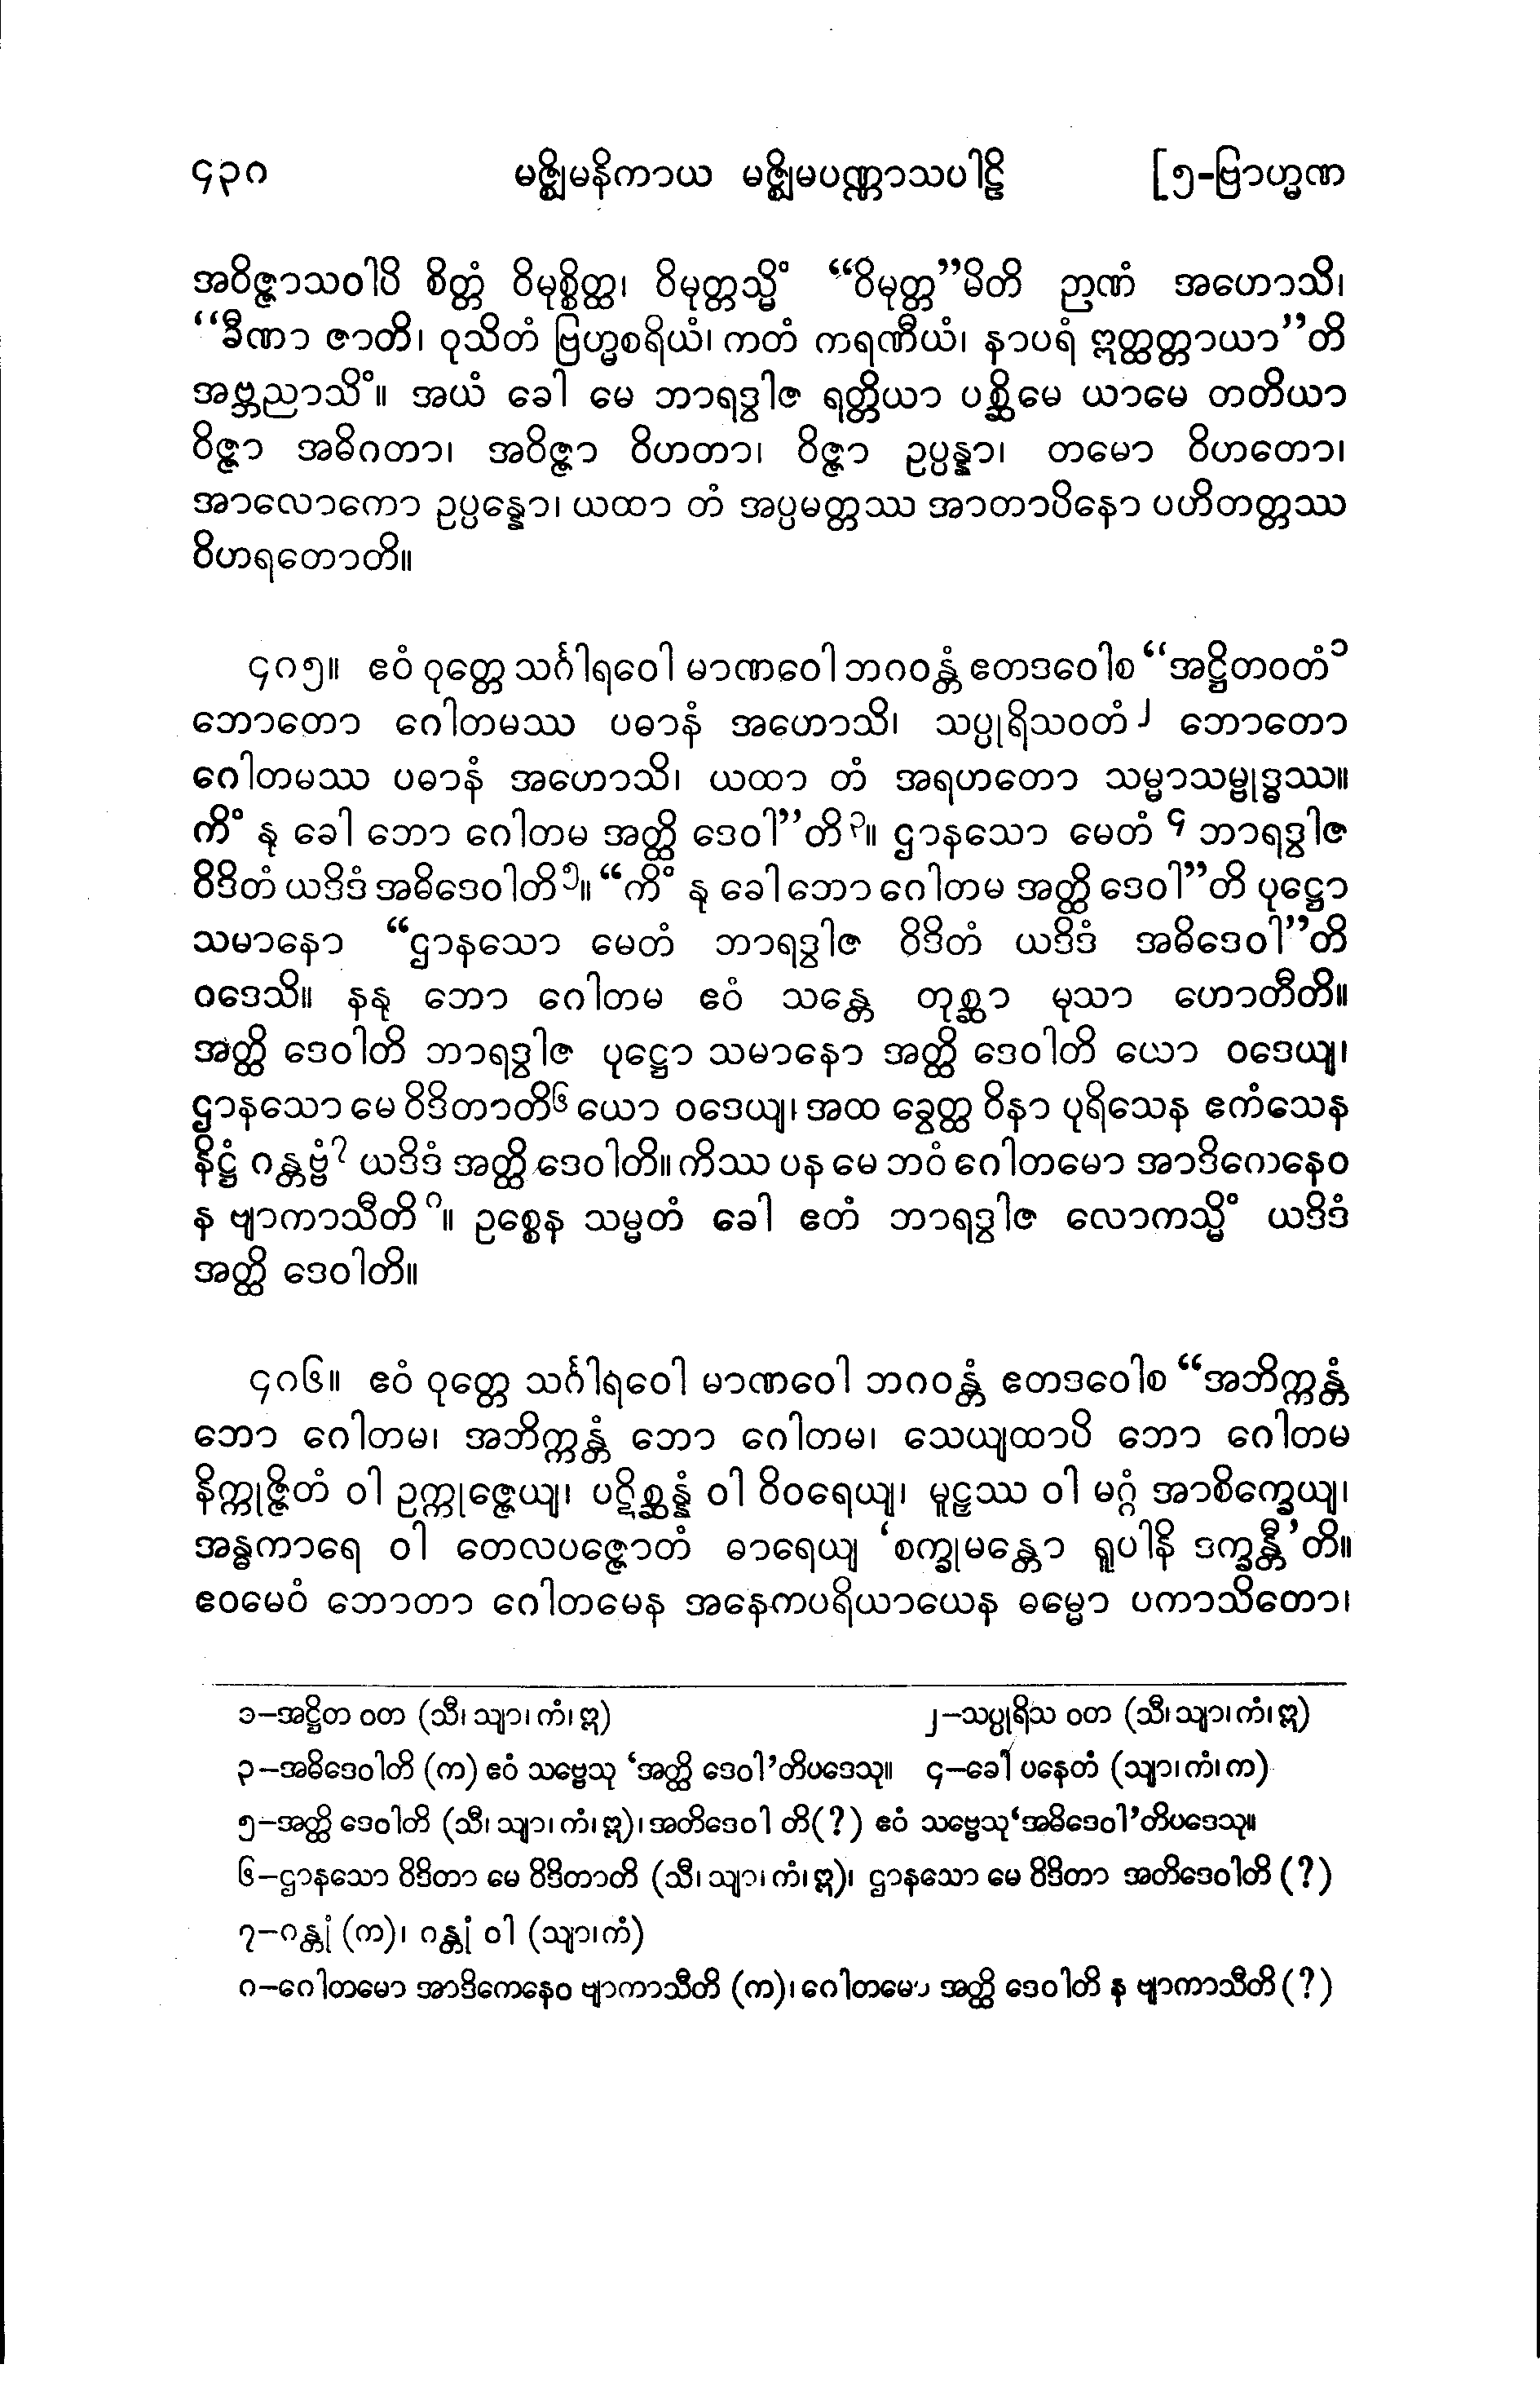 ၄၃၈ မဇ္ဈိမနိကာယ မဇ္ဈိမပဏ္ဏာသပါဠိ [၅-ဗြာဟ္မဏ
အဝိဇ္ဇာသဝါပိ စိတ္တံ ဝိမုစ္စိတ္ထ၊ ဝိမုတ္တသ္မိံ “ဝိမုတ္တ”မိတိ ဉာဏံ အဟောသိ၊
“ခီဏာ ဇာတိ၊ ဝုသိတံ ဗြဟ္မစရိယံ၊ ကတံ ကရဏီယံ၊ နာပရံ ဣတ္ထတ္တာယာ”တိ
အဗ္ဘညာသိံ။ အယံ ခေါ မေ ဘာရဒွါဇ ရတ္တိယာ ပစ္ဆိမေ ယာမေ တတိယာ
ဝိဇ္ဇာ အဓိဂတာ၊ အဝိဇ္ဇာ ဝိဟတာ၊ ဝိဇ္ဇာ ဥပ္ပန္နာ၊ တမော ဝိဟတော၊
အာလောကော ဥပ္ပန္နော၊ ယထာ တံ အပ္ပမတ္တဿ အာတာပိနော ပဟိတတ္တဿ
ဝိဟရတောတိ။
၄၈၅။ ဧဝံ ဝုတ္တေ သင်္ဂါရဝေါ မာဏဝေါ ဘဂဝန္တံ ဧတဒဝေါစ “အဋ္ဌိတဝတံ၁
ဘောတော ဂေါတမဿ ပဓာနံ အဟောသိ၊ သပ္ပုရိသဝတံ၂ ဘောတော
ဂေါတမဿ ပဓာနံ အဟောသိ၊ ယထာ တံ အရဟတော သမ္မာသမ္ဗုဒ္ဓဿ။
ကိံ နု ခေါ ဘော ဂေါတမ အတ္ထိ ဒေဝါ”တိ၃။ ဌာနသော မေတံ ၄ ဘာရဒွါဇ
ဝိဒိတံ ယဒိဒံ အဓိဒေဝါတိ၅။ “ကိံ နု ခေါ ဘော ဂေါတမ အတ္ထိ ဒေဝါ”တိ ပုဋ္ဌော
သမာနော “ဌာနသော မေတံ ဘာရဒွါဇ ဝိဒိတံ ယဒိဒံ အဓိဒေဝါ”တိ
ဝဒေသိ။ နနု ဘော ဂေါတမ ဧဝံ သန္တေ တုစ္ဆာ မုသာ ဟောတီတိ။
အတ္ထိ ဒေဝါတိ ဘာရဒွါဇ ပုဋ္ဌော သမာနော အတ္ထိ ဒေဝါတိ ယော ဝဒေယျ၊
ဌာနသော မေ ဝိဒိတာတိ၆ ယော ဝဒေယျ၊ အထ ခွေတ္ထ ဝိနာ ပုရိသေန ဧကံသေန
နိဋ္ဌံ ဂန္တဗ္ဗံ၇ ယဒိဒံ အတ္ထိ ဒေဝါတိ။ ကိဿ ပန မေ ဘဝံ ဂေါတမော အာဒိကေနေဝ
န ဗျာကာသီတိ၈။ ဥစ္စေန သမ္မတံ ခေါ ဧတံ ဘာရဒွါဇ လောကသ္မိံ ယဒိဒံ
အတ္ထိ ဒေဝါတိ။
၄၈၆။ ဧဝံ ဝုတ္တေ သင်္ဂါရဝေါ မာဏဝေါ ဘဂဝန္တံ ဧတဒဝေါစ “အဘိက္ကန္တံ
ဘော ဂေါတမ၊ အဘိက္ကန္တံ ဘော ဂေါတမ၊ သေယျထာပိ ဘော ဂေါတမ
နိက္ကုဇ္ဇိတံ ဝါ ဥက္ကုဇ္ဇေယျ၊ ပဋိစ္ဆန္နံ ဝါ ဝိဝရေယျ၊ မူဠှဿ ဝါ မဂ္ဂံ အာစိက္ခေယျ၊
အန္ဓကာရေ ဝါ တေလပဇ္ဇောတံ ဓာရေယျ ‘စက္ခုမန္တော ရူပါနိ ဒက္ခန္တီ’တိ။
ဧဝမေဝံ ဘောတာ ဂေါတမေန အနေကပရိယာယေန ဓမ္မော ပကာသိတော၊
၁-အဋ္ဌိတ ဝတ (သီ၊ သျာ၊ ကံ၊ ဣ) ၂-သပ္ပုရိသ ဝတ (သီ၊ သျာ၊ ကံ၊ ဣ)
၃-အဓိဒေဝါတိ (က) ဧဝံ သဗ္ဗေသု ‘အတ္ထိ ဒေဝါ’တိပဒေသု။ ၄-ခေါ ပနေတံ (သျာ၊ ကံ၊ က)
၅-အတ္ထိ ဒေဝါတိ (သီ၊ သျာ၊ ကံ၊ ဣ)၊ အတိဒေဝါ တိ(?) ဧဝံ သဗ္ဗေသု‘အဓိဒေဝါ’တိပဒေသု။
၆-ဌာနသော ဝိဒိတာ မေ ဝိဒိတာတိ (သီ၊ သျာ၊ ကံ၊ ဣ)၊ ဌာနသော မေ ဝိဒိတာ အတိဒေဝါတိ (?)
၇-ဂန္တုံ (က)၊ ဂန္တုံ ဝါ (သျာ၊ ကံ)
၈-ဂေါတမော အာဒိကေနေဝ ဗျာကာသီတိ (က)၊ ဂေါတမော အတ္ထိ ဒေဝါတိ န ဗျာကာသီတိ (?)